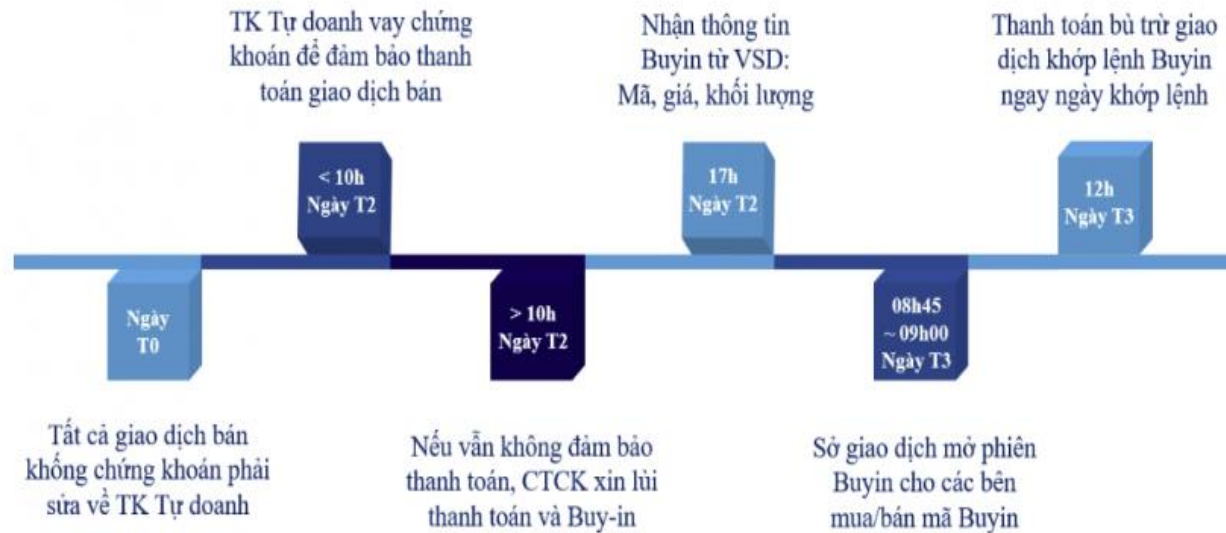 TK Tự doanh vay chứng
khoán để đảm bảo thanh
toán giao dịch bán
Nhận thông tin
Buyin từ VSD:
Mã, giá, khối lượng
Thanh toán bù trừ giao
dịch khớp lệnh Buyin
ngay ngày khớp lệnh
< 10h
Ngày T2
17h
Ngày T2
12h
Ngày T3
Ngày
T0
> 10h
Ngày T2
08h45
~ 09h00
Ngày T3
Tất cả giao dịch bán
khống chứng khoán phải
sửa về TK Tự doanh
Nếu vẫn không đảm bảo
thanh toán, CTCK xin lùi
thanh toán và Buy-in
Sở giao dịch mở phiên
Buyin cho các bên
mua/bán mã Buyin